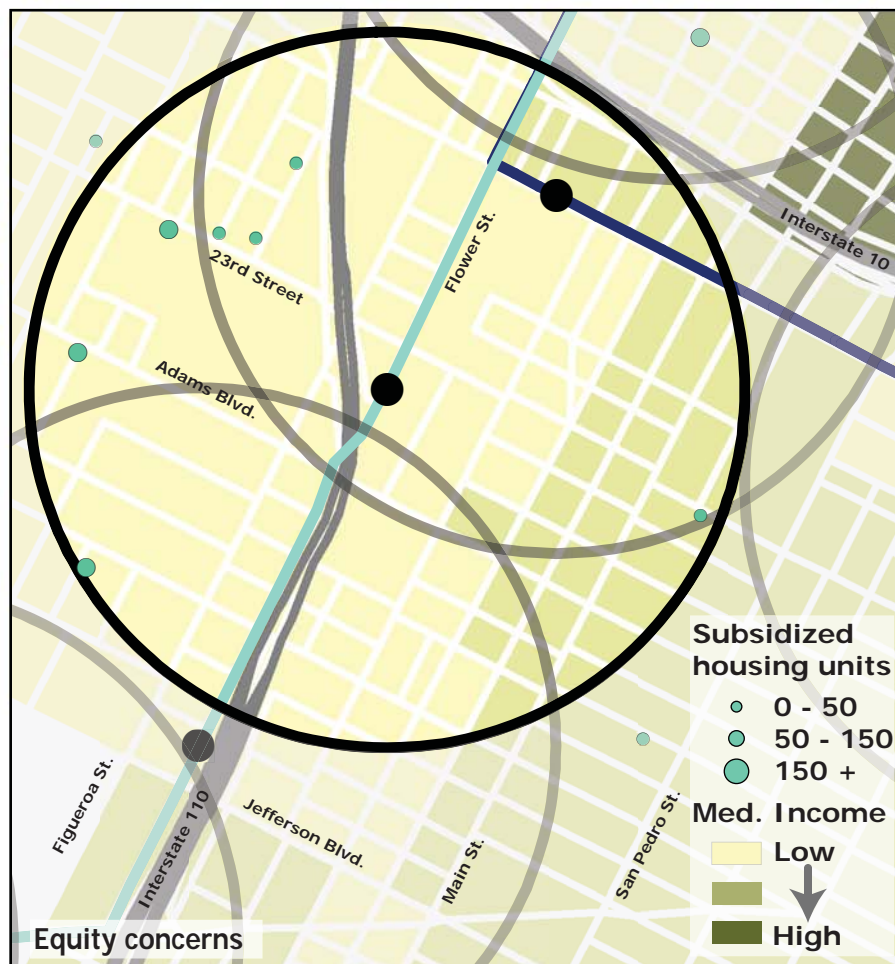 Interstate 10
Flower St.
23rd Street
Adams Blvd.
Subsidized
housing units
0 - 50
50 - 150
150 +
Med. Income
Low
High
Figueroa St.
Interstate 110
Jefferson Blvd.
Main St.
San Pedro St.
Equity concerns